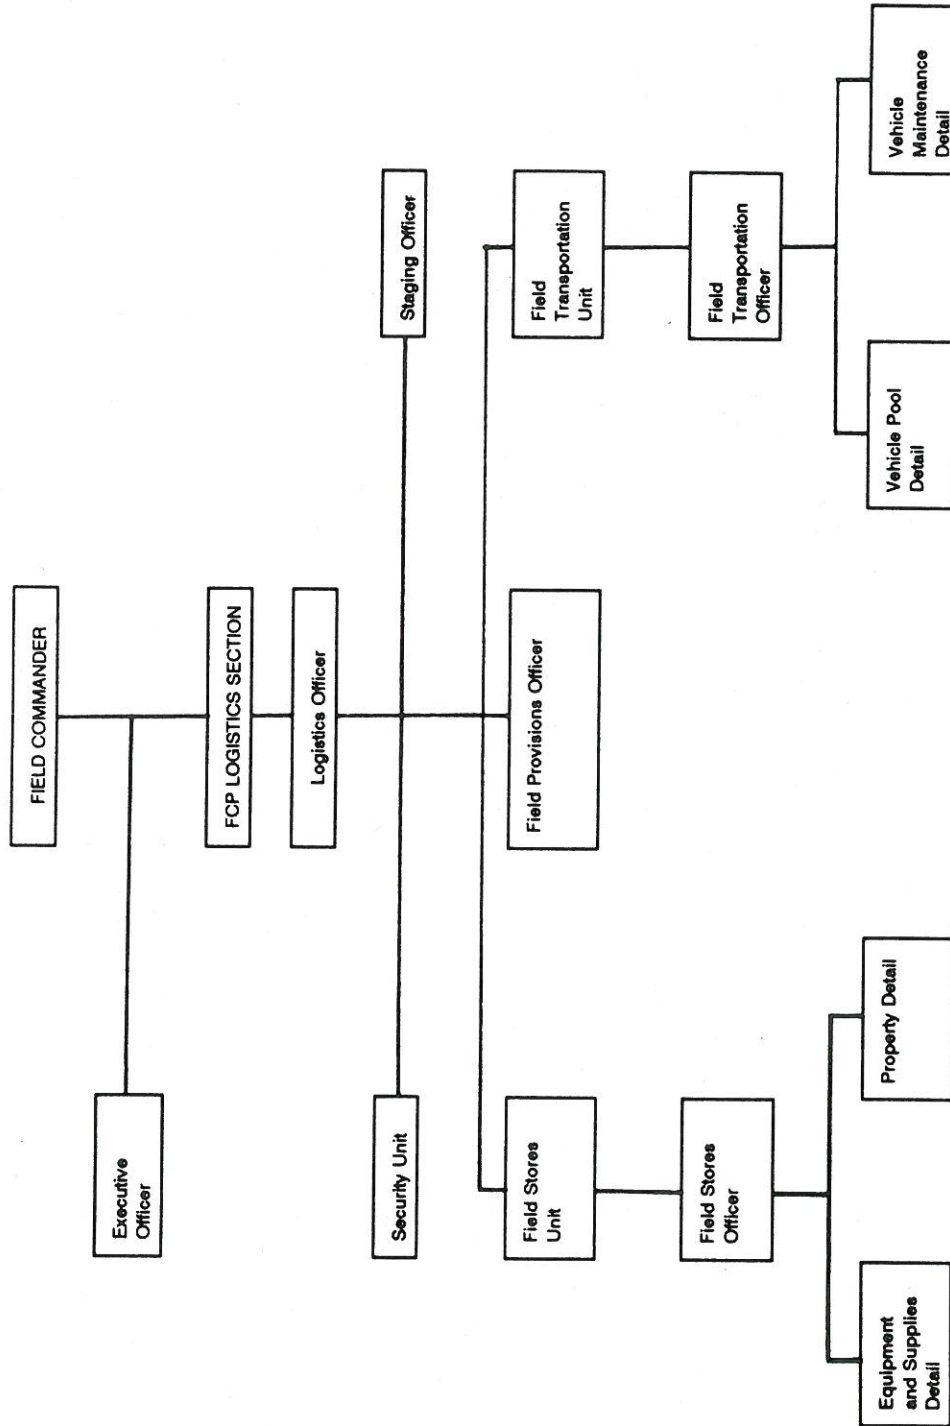 FIELD COMMANDER
Executive
Officer
FCP LOGISTICS SECTION
Logistics Officer
Security Unit
Staging Officer
Field Stores
Unit
Field Provisions Officer
Field
Transportation
Unit
Field Stores
Officer
Field
Transportation
Officer
Equipment
and Supplies
Detail
Property Detail
Vehicle Pool
Detail
Vehicle
Maintenance
Detail